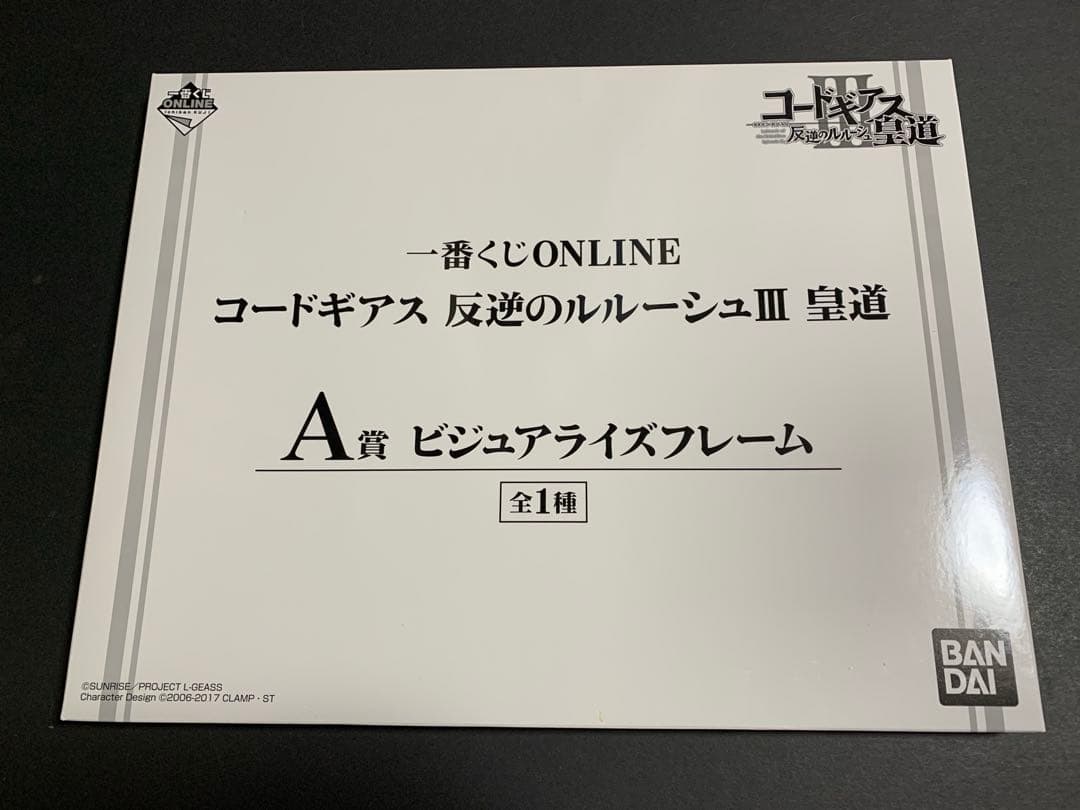 一番くじ
ONLINE
ICHIBAN KUJI
コードギアス
反逆のルルーシュ皇道
III
一番くじONLINE
コードギアス 反逆のルルーシュIII 皇道
A賞 ビジュアライズフレーム
全1種
©SUNRISE／PROJECT L-GEASS
Character Design ©2006-2017 CLAMP・ST
BAN
DAI